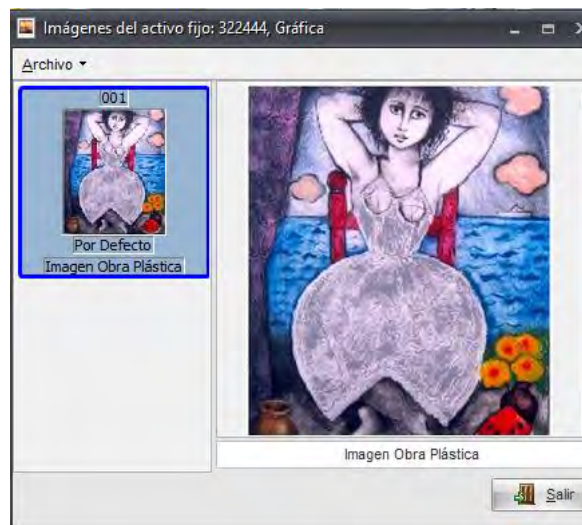 Imágenes del activo fijo: 322444, Gráfica
Archivo
001
Por Defecto
Imagen Obra Plástica
Imagen Obra Plástica
Salir